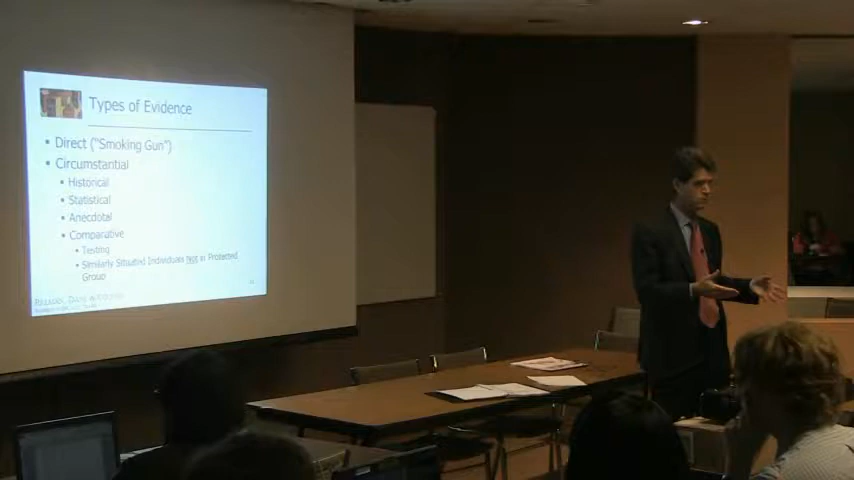 Types of Evidence
• Direct ("Smoking Gun")
• Circumstantial
• Historical
• Statistical
• Anecdotal
• Comparative
• Testing
• Similarly Situated Individuals Not in Protected
Group